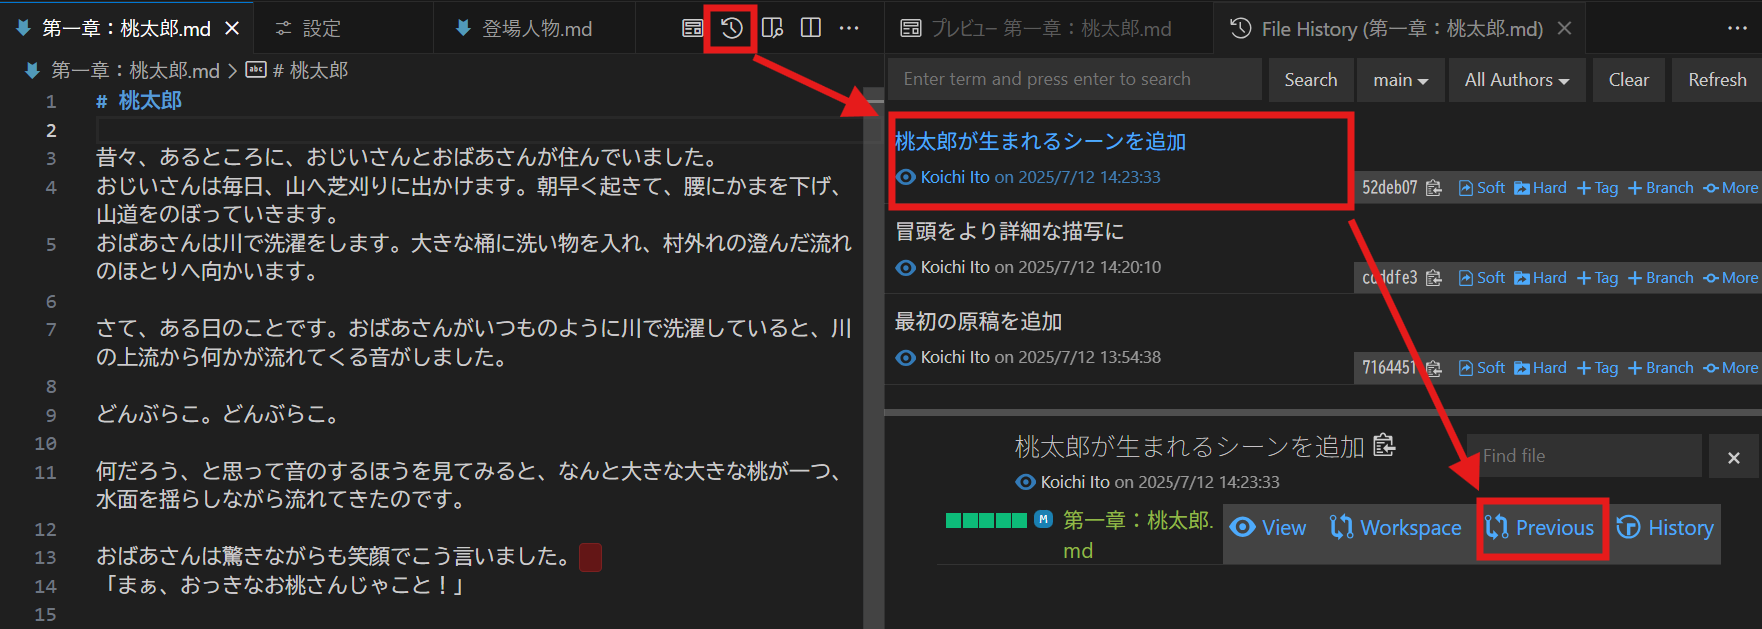 第一章：桃太郎.md
設定
登場人物.md
第一章：桃太郎.md > abc # 桃太郎
1 # 桃太郎
2
3 昔々、あるところに、おじいさんとおばあさんが住んでいました。
4 おじいさんは毎日、山へ芝刈りに出かけます。朝早く起きて、腰にかまを下げ、
山道をのぼっていきます。
5 おばあさんは川で洗濯をします。大きな桶に洗い物を入れ、村外れの澄んだ流れ
のほとりへ向かいます。
6
7 さて、ある日のことです。おばあさんがいつものように川で洗濯していると、川
の上流から何かが流れてくる音がしました。
8
9 どんぶらこ。どんぶらこ。
10
11 何だろう、と思って音のするほうを見てみると、なんと大きな大きな桃が一つ、
水面を揺らしながら流れてきたのです。
12
13 おばあさんは驚きながらも笑顔でこう言いました。
14 「まぁ、おっきなお桃さんじゃこと！」
15
プレビュー 第一章：桃太郎.md
File History (第一章：桃太郎.md)
Enter term and press enter to search
Search
main
All Authors
Clear
Refresh
桃太郎が生まれるシーンを追加
Koichi Ito on 2025/7/12 14:23:33
52deb07 Soft Hard + Tag + Branch More
冒頭をより詳細な描写に
Koichi Ito on 2025/7/12 14:20:10
Soft Hard + Tag + Branch More
最初の原稿を追加
Koichi Ito on 2025/7/12 13:54:38
7164451 Soft Hard + Tag + Branch More
桃太郎が生まれるシーンを追加
Find file
Koichi Ito on 2025/7/12 14:23:33
M 第一章：桃太郎.
md
View Workspace Previous History